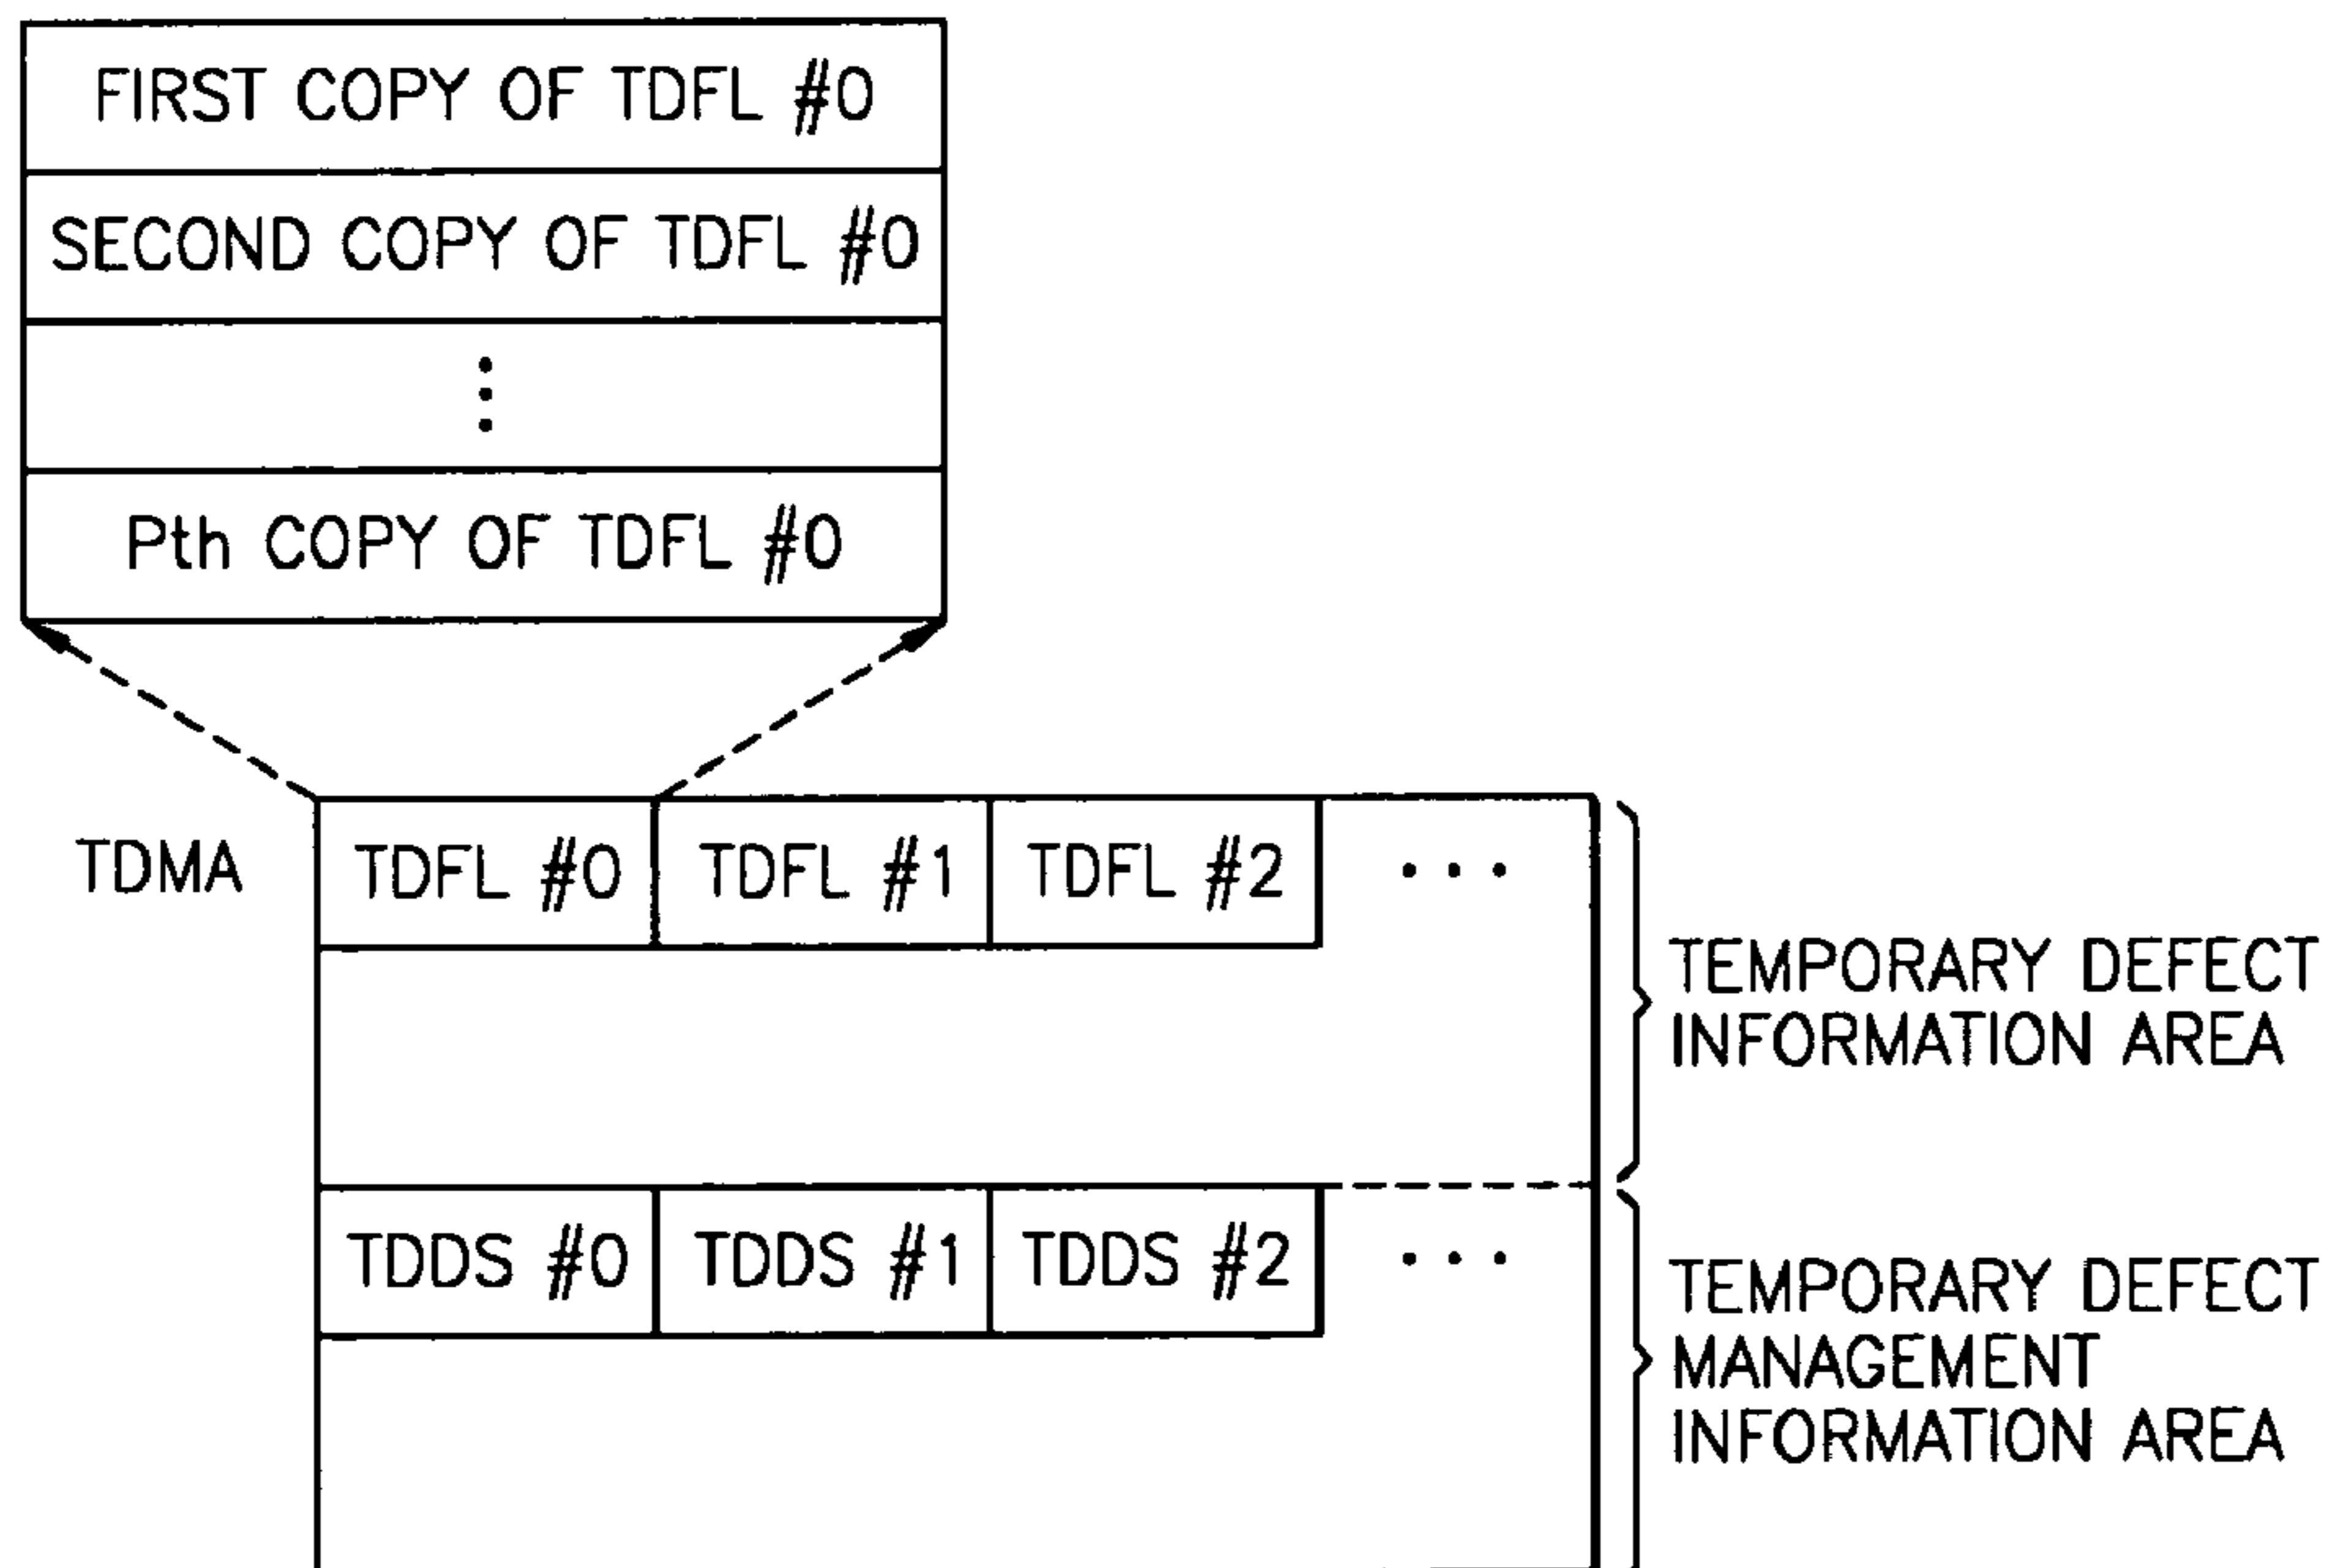 FIRST COPY OF TDFL #0
SECOND COPY OF TDFL #0
Pth COPY OF TDFL #0
TDMA
TDFL #0
TDFL #1
TDFL #2
TEMPORARY DEFECT
INFORMATION AREA
TDDS #0
TDDS #1
TDDS #2
TEMPORARY DEFECT
MANAGEMENT
INFORMATION AREA